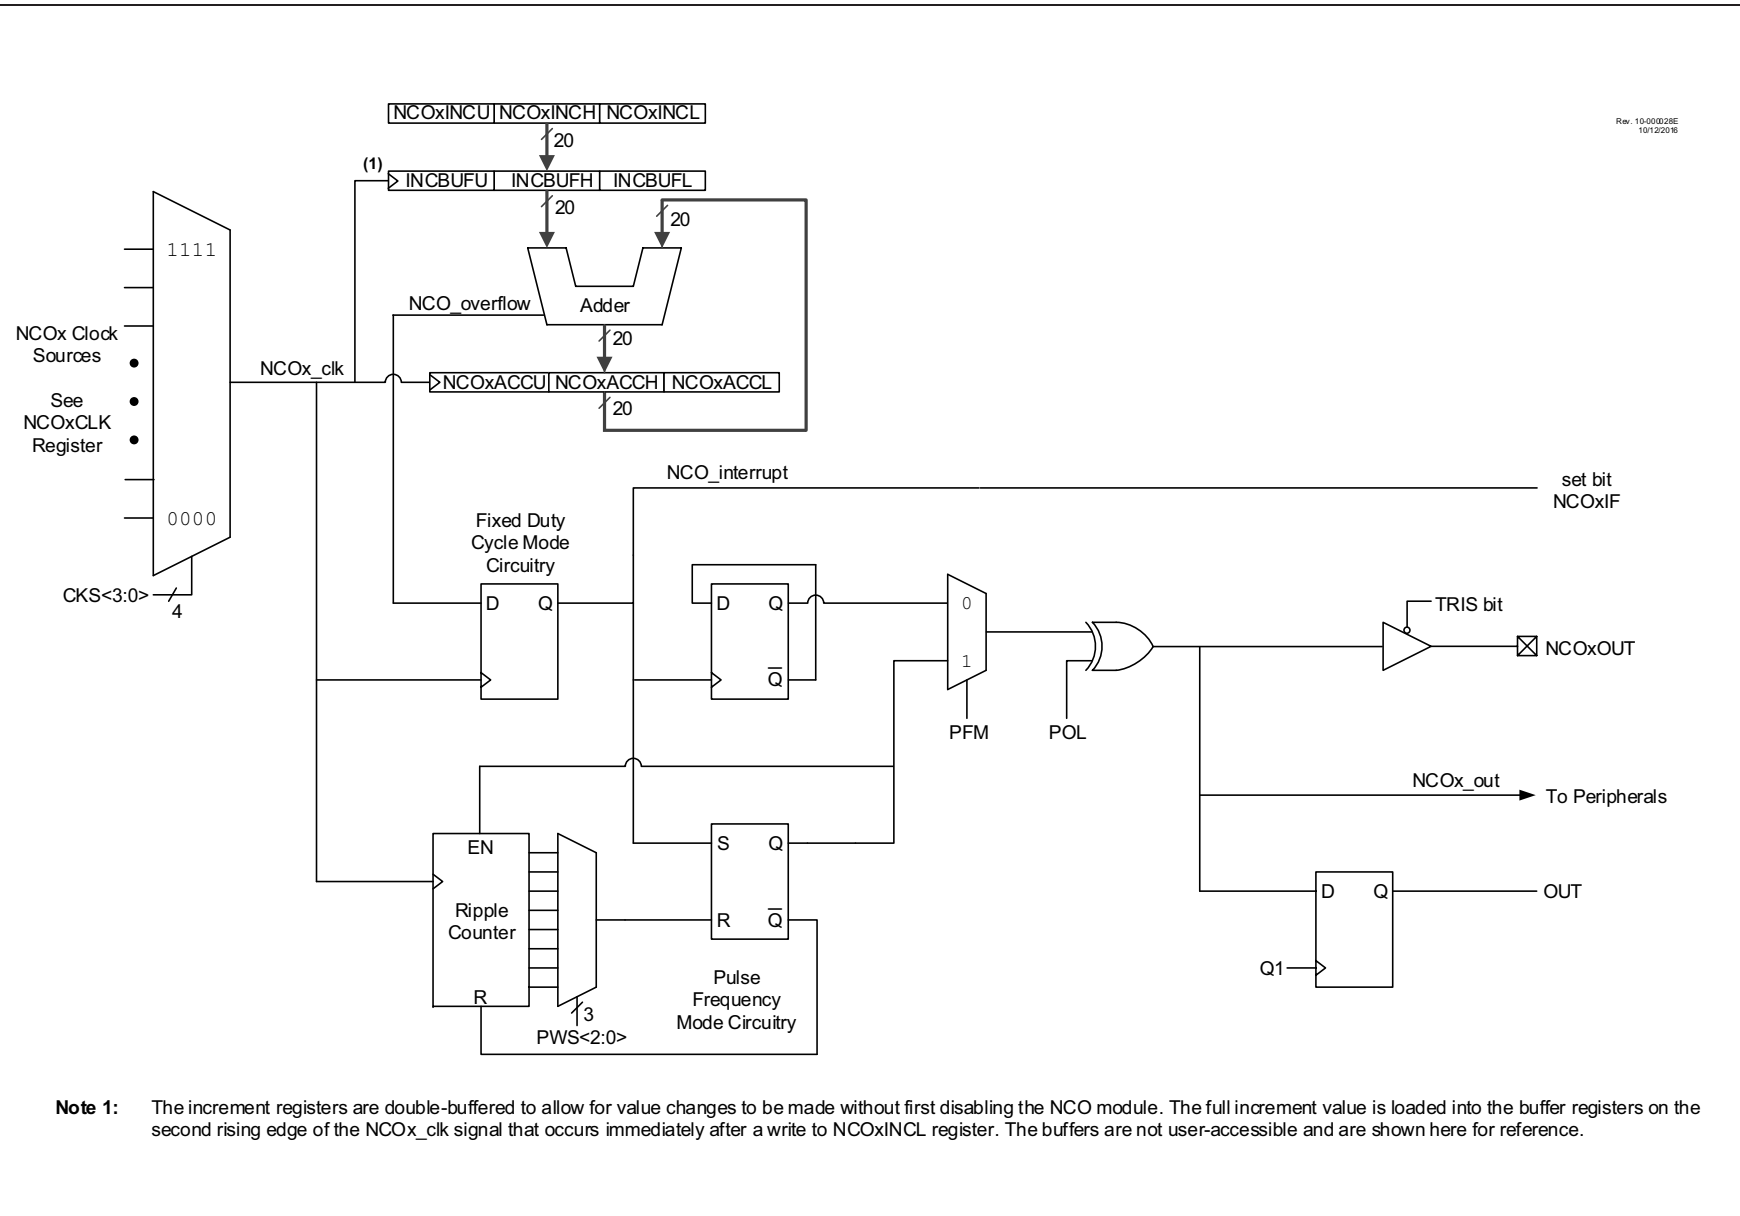 Rev. 10-000028E
10/12/2016
NCOxINCU NCOxINCH NCOxINCL
20
(1)
INCBUFU INCBUFH INCBUFL
20
20
1111
NCO_overflow
Adder
NCOx Clock
Sources
20
NCOx_clk
NCOxACCU NCOxACCH NCOxACCL
See
NCOxCLK
Register
20
NCO_interrupt
set bit
NCOxIF
0000
Fixed Duty
Cycle Mode
Circuitry
CKS<3:0>
4
D Q
D Q
Q
0
1
PFM
POL
TRIS bit
NCOxOUT
NCOx_out
To Peripherals
EN
Ripple
Counter
R
S Q
R Q
PWS<2:0>
3
Pulse
Frequency
Mode Circuitry
D Q
OUT
Q1
Note 1: The increment registers are double-buffered to allow for value changes to be made without first disabling the NCO module. The full increment value is loaded into the buffer registers on the
second rising edge of the NCOx_clk signal that occurs immediately after a write to NCOxINCL register. The buffers are not user-accessible and are shown here for reference.